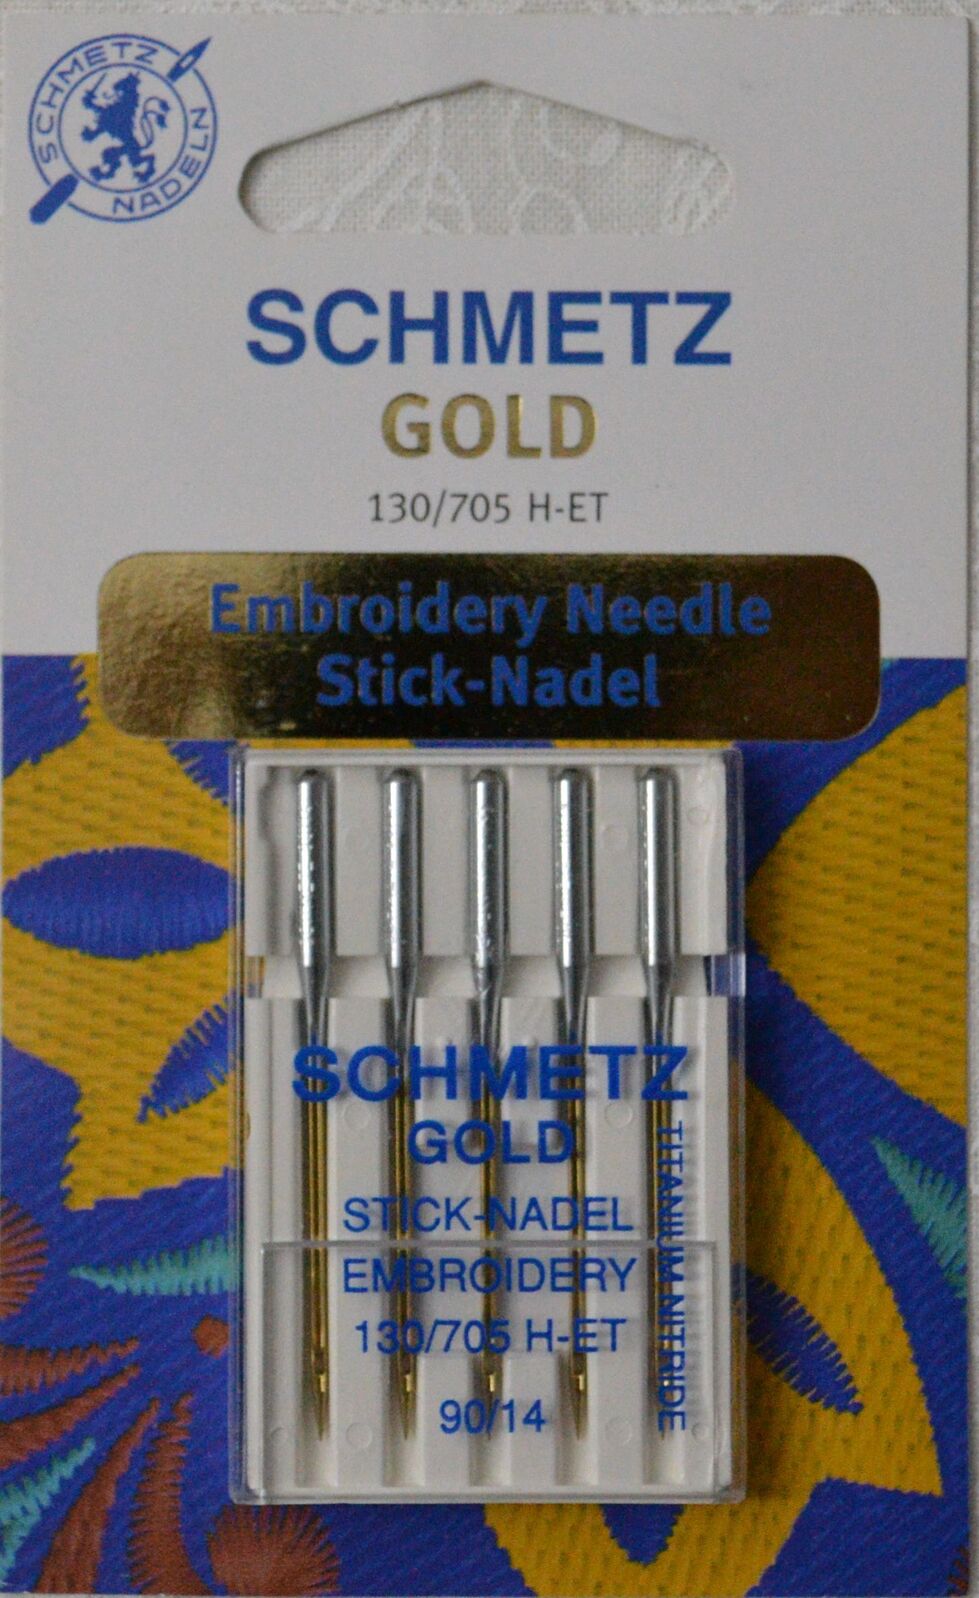 SCHMETZ
NADELN
SCHMETZ
GOLD
130/705 H-ET
Embroidery Needle
Stick-Nadel
SCHMETZ
GOLD
STICK-NADEL
EMBROIDERY
130/705 H-ET
90/14
TITANIUM NITRIDE